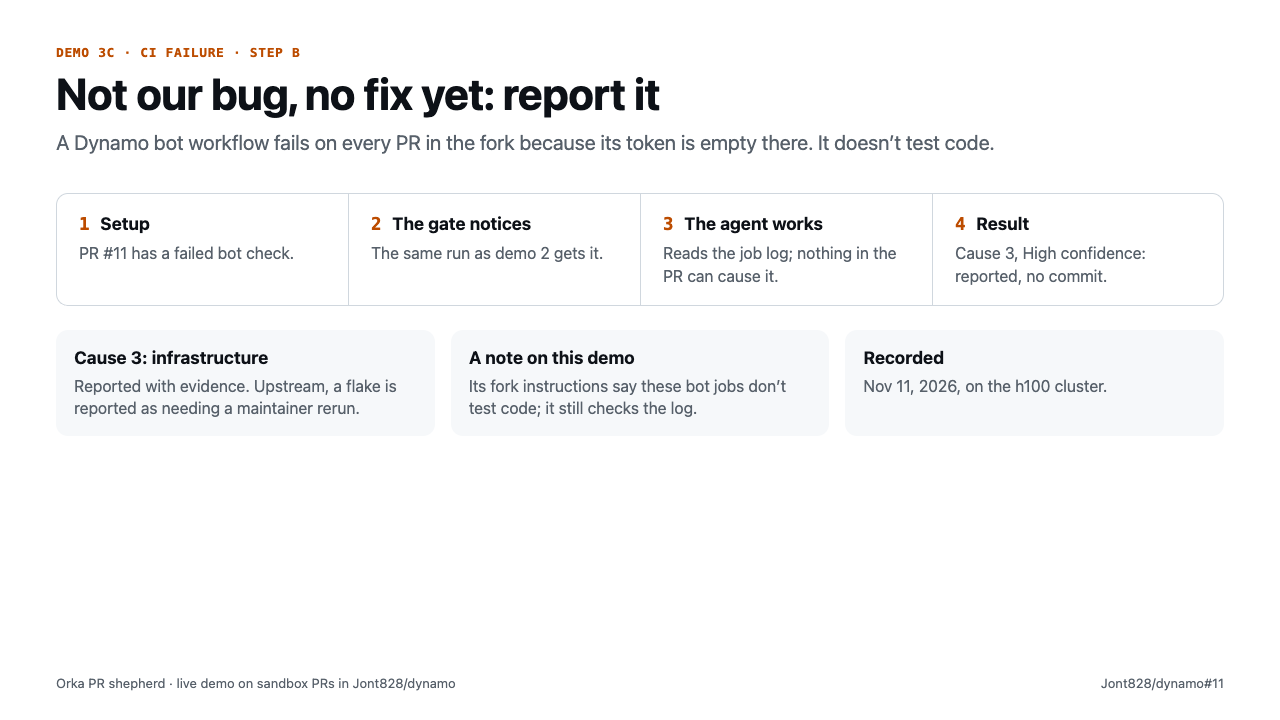 DEMO 3C · CI FAILURE · STEP B
Not our bug, no fix yet: report it
A Dynamo bot workflow fails on every PR in the fork because its token is empty there. It doesn’t test code.
1 Setup
PR #11 has a failed bot check.
2 The gate notices
The same run as demo 2 gets it.
3 The agent works
Reads the job log; nothing in the
PR can cause it.
4 Result
Cause 3, High confidence:
reported, no commit.
Cause 3: infrastructure
Reported with evidence. Upstream, a flake is
reported as needing a maintainer rerun.
A note on this demo
Its fork instructions say these bot jobs don’t
test code; it still checks the log.
Recorded
Nov 11, 2026, on the h100 cluster.
Orka PR shepherd · live demo on sandbox PRs in Jont828/dynamo
Jont828/dynamo#11